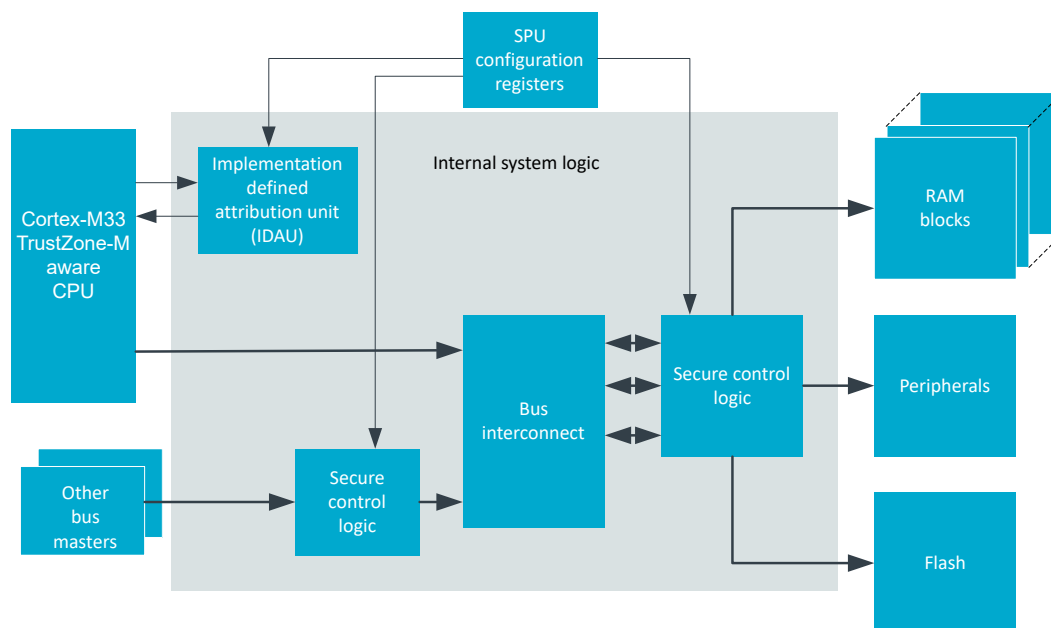 SPU
configuration
registers
Internal system logic
Implementation
defined
attribution unit
(IDAU)
Cortex-M33
TrustZone-M
aware
CPU
RAM
blocks
Bus
interconnect
Secure control
logic
Peripherals
Other
bus
masters
Secure
control
logic
Flash